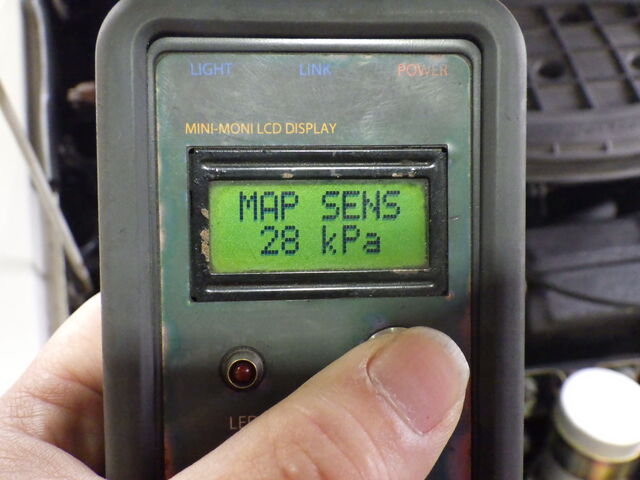 LIGHT LINK POWER
MINI-MONI LCD DISPLAY
MAP SENS
28 kPa